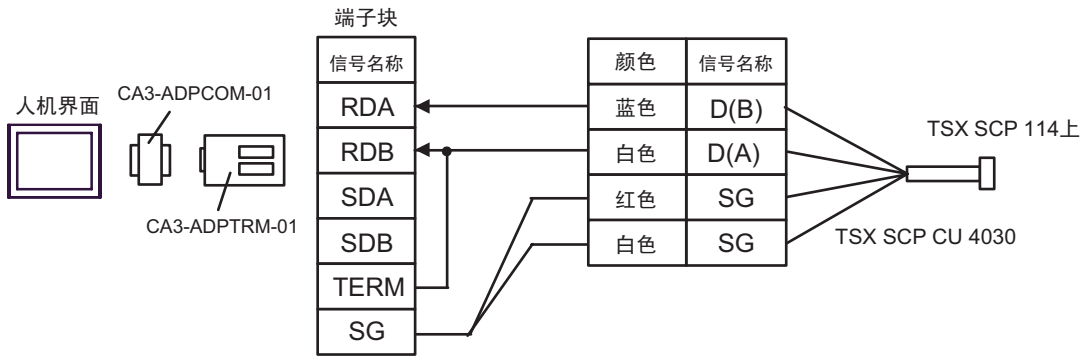 端子块
信号名称
RDA
RDB
SDA
SDB
TERM
SG
人机界面
CA3-ADPCOM-01
CA3-ADPTRM-01
颜色 信号名称
蓝色 D(B)
白色 D(A)
红色 SG
白色 SG
TSX SCP 114上
TSX SCP CU 4030